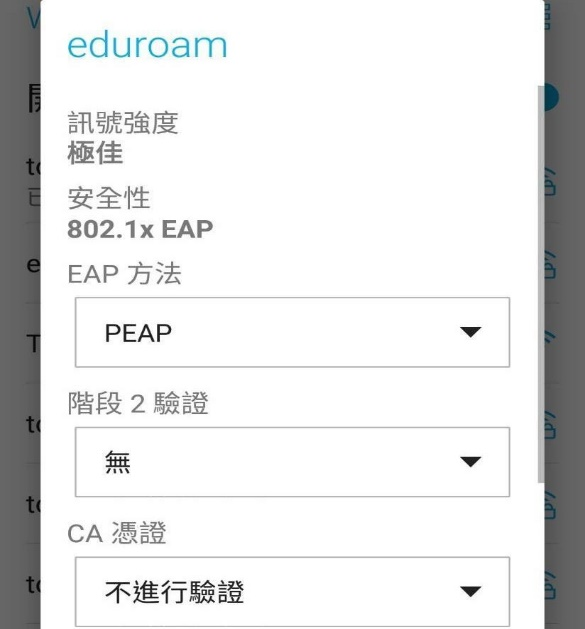 eduroam
訊號強度
極佳
安全性
802.1x EAP
EAP 方法
PEAP
階段 2 驗證
無
CA 憑證
不進行驗證